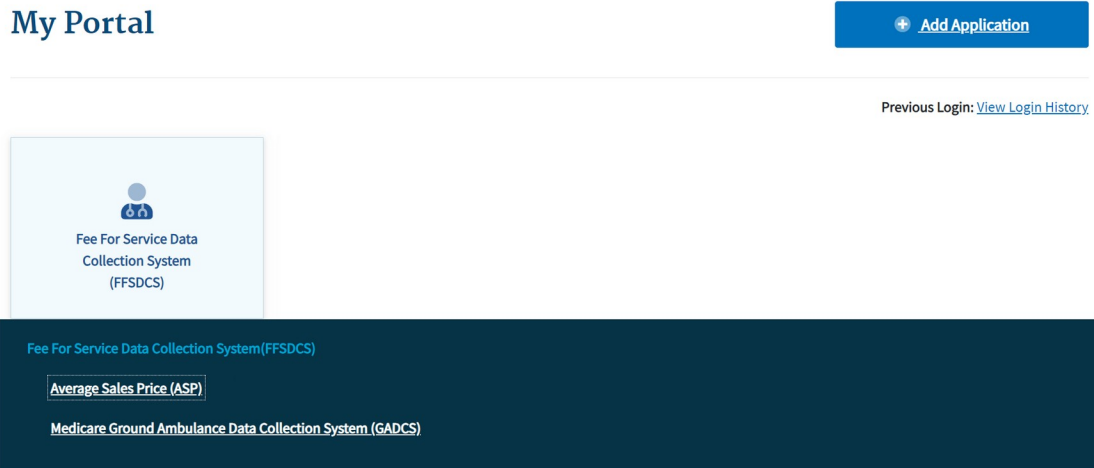 My Portal
Add Application
Previous Login: View Login History
Fee For Service Data
Collection System
(FFSDCS)
Fee For Service Data Collection System(FFSDCS)
Average Sales Price (ASP)
Medicare Ground Ambulance Data Collection System (GADCS)